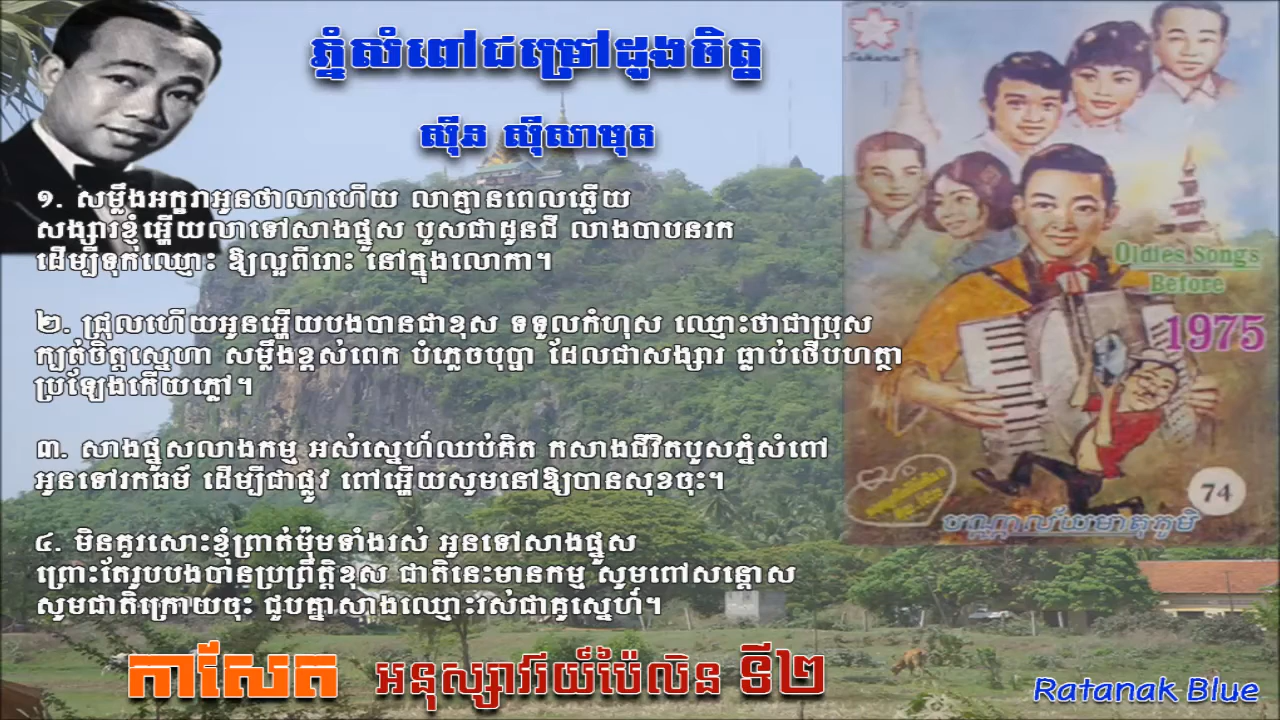 ភ្នំសំពៅជម្រៅដួងចិត្ត
ស៊ីន ស៊ីសាមុត
១. សម្លឹងអក្ខរាអូនថាលាហើយ លាគ្មានពេលឆ្លើយ
សង្សារខ្ញុំអើ្ហយលាទៅសាងផ្នួស បួសជាដូនជី លាងបាបនរក
ដើម្បីទុកឈ្មោះ ឱ្យល្អពីរោះ នៅក្នុងលោកា។
២. ជ្រុលហើយអូនអើ្ហយបងបានជាខុស ទទួលកំហុស ឈ្មោះថាជាប្រុស
ក្បត់ចិត្តស្នេហា សម្លឹងខ្ពស់ពេក បំភ្លេចបុប្ផា ដែលជាសង្សារ ធ្លាប់ថើបហត្ថា
ប្រឡែងកើយភ្លៅ។
៣. សាងផ្នួសលាងកម្ម អស់ស្នេហ៍ឈប់គិត កសាងជីវិតបួសភ្នំសំពៅ
អូនទៅរកធម៌ ដើម្បីជាផ្លូវ ពៅអើ្ហយសូមនៅឱ្យបានសុខចុះ។
៤. មិនគួរសោះខ្ញុំព្រាត់ម៉ុមទាំងរស់ អូនទៅសាងផ្នួស
ព្រោះតែរូបបងបានប្រព្រឹត្តិខុស ជាតិនេះមានកម្ម សូមពៅសន្តោស
សូមជាតិក្រោយចុះ ជួបគ្នាសាងឈ្មោះរស់ជាគូស្នេហ៍។
កាសែត អនុស្សាវរីយ៍ប៉ៃលិន ទី២
Oldies Songs
Before
1975
74
បណ្ណាល័យមាតុភូមិ
Ratanak Blue